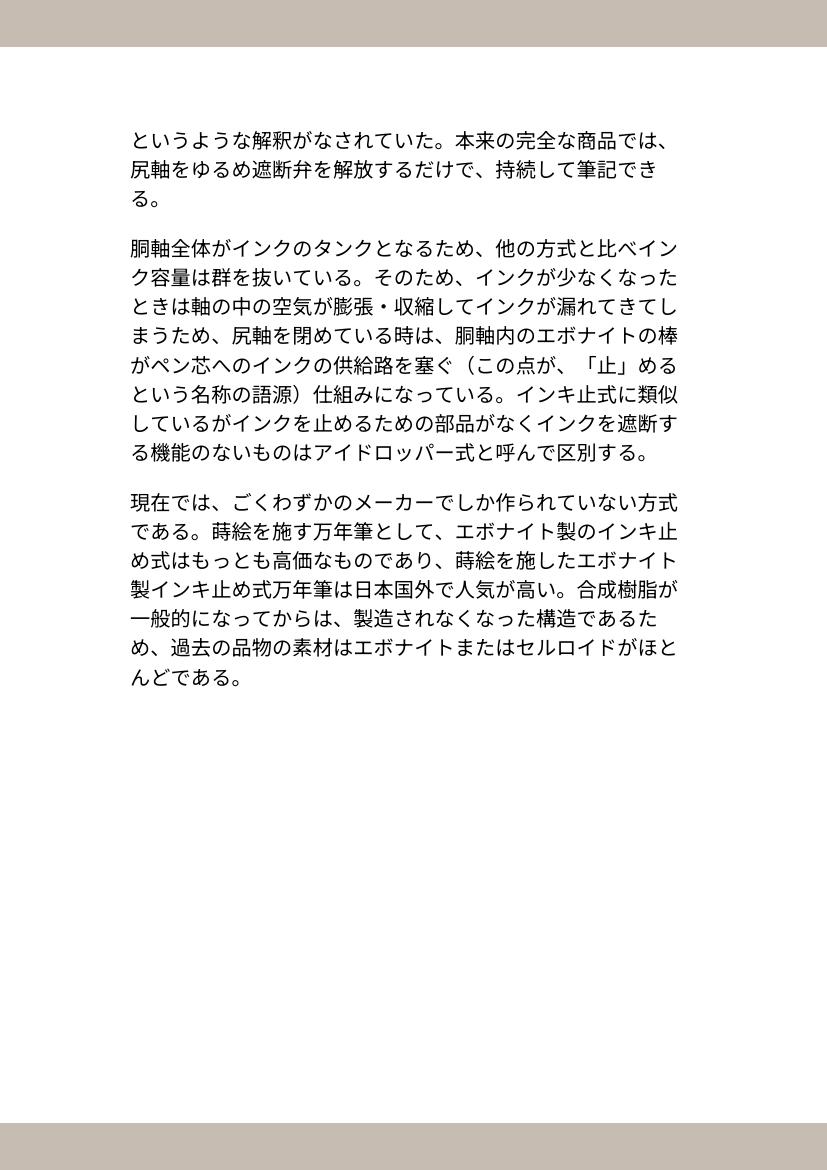 というような解釈がなされていた。本来の完全な商品では、
尻軸をゆるめ遮断弁を解放するだけで、持続して筆記でき
る。
胴軸全体がインクのタンクとなるため、他の方式と比べイン
ク容量は群を抜いている。そのため、インクが少なくなった
ときは軸の中の空気が膨張・収縮してインクが漏れてきてし
まうため、尻軸を閉めている時は、胴軸内のエボナイトの棒
がペン芯へのインクの供給路を塞ぐ（この点が、「止」める
という名称の語源）仕組みになっている。インキ止式に類似
しているがインクを止めるための部品がなくインクを遮断す
る機能のないものはアイドロッパー式と呼んで区別する。
現在では、ごくわずかのメーカーでしか作られていない方式
である。蒔絵を施す万年筆として、エボナイト製のインキ止
め式はもっとも高価なものであり、蒔絵を施したエボナイト
製インキ止め式万年筆は日本国外で人気が高い。合成樹脂が
一般的になってからは、製造されなくなった構造であるた
め、過去の品物の素材はエボナイトまたはセルロイドがほと
んどである。